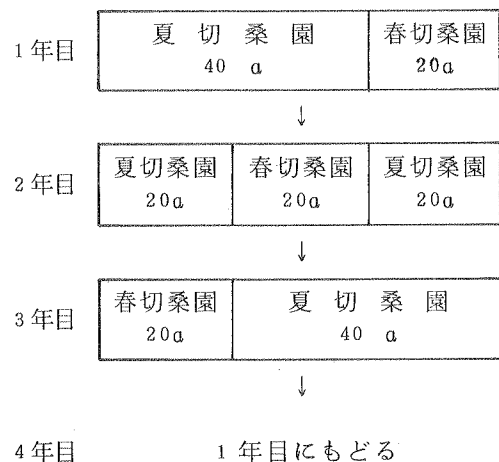 1年目
夏切桑園 春切桑園
40 a 20a
↓
2年目
夏切桑園 春切桑園 夏切桑園
20a 20a 20a
↓
3年目
春切桑園 夏切桑園
20a 40 a
↓
4年目 1年目にもどる